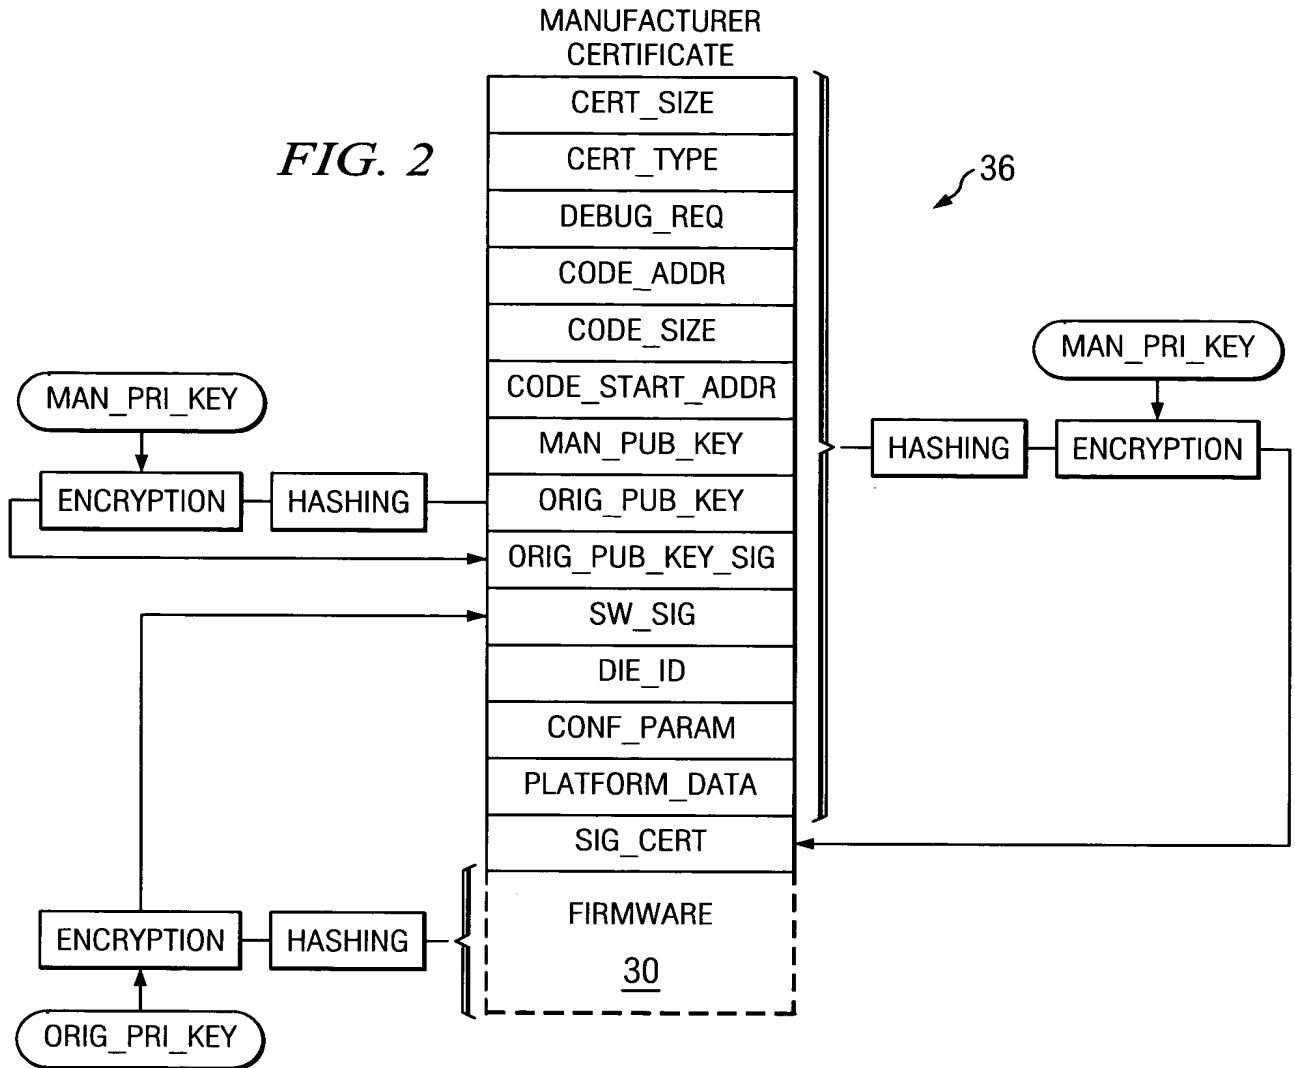 MANUFACTURER
CERTIFICATE
CERT_SIZE
FIG. 2
CERT_TYPE
36
DEBUG_REQ
CODE_ADDR
CODE_SIZE
MAN_PRI_KEY
CODE_START_ADDR
MAN_PRI_KEY
MAN_PUB_KEY
HASHING
ENCRYPTION
ENCRYPTION
HASHING
ORIG_PUB_KEY
ORIG_PUB_KEY_SIG
SW_SIG
DIE_ID
CONF_PARAM
PLATFORM_DATA
SIG_CERT
FIRMWARE
ENCRYPTION
HASHING
30
ORIG_PRI_KEY